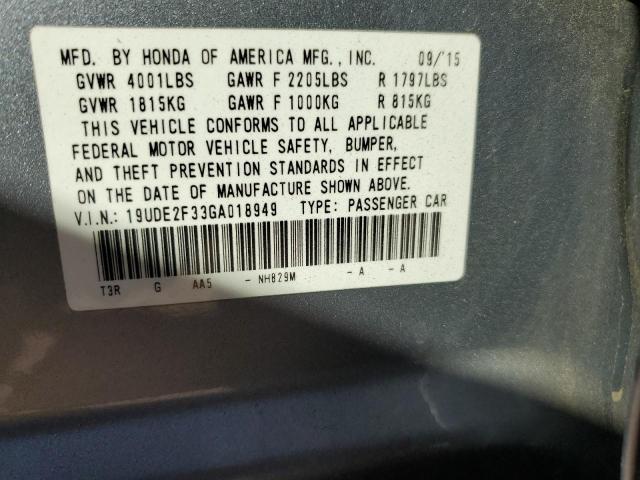 MFD. BY HONDA OF AMERICA MFG., INC. 09/'15
GVWR 4001LBS GAWR F 2205LBS R 1797LBS
GVWR 1815KG GAWR F 1000KG R 815KG
THIS VEHICLE CONFORMS TO ALL APPLICABLE
FEDERAL MOTOR VEHICLE SAFETY, BUMPER,
AND THEFT PREVENTION STANDARDS IN EFFECT
ON THE DATE OF MANUFACTURE SHOWN ABOVE.
V.I.N.: 19UDE2F33GA018949 TYPE: PASSENGER CAR
T3R G AA5 - NH829M - A - A